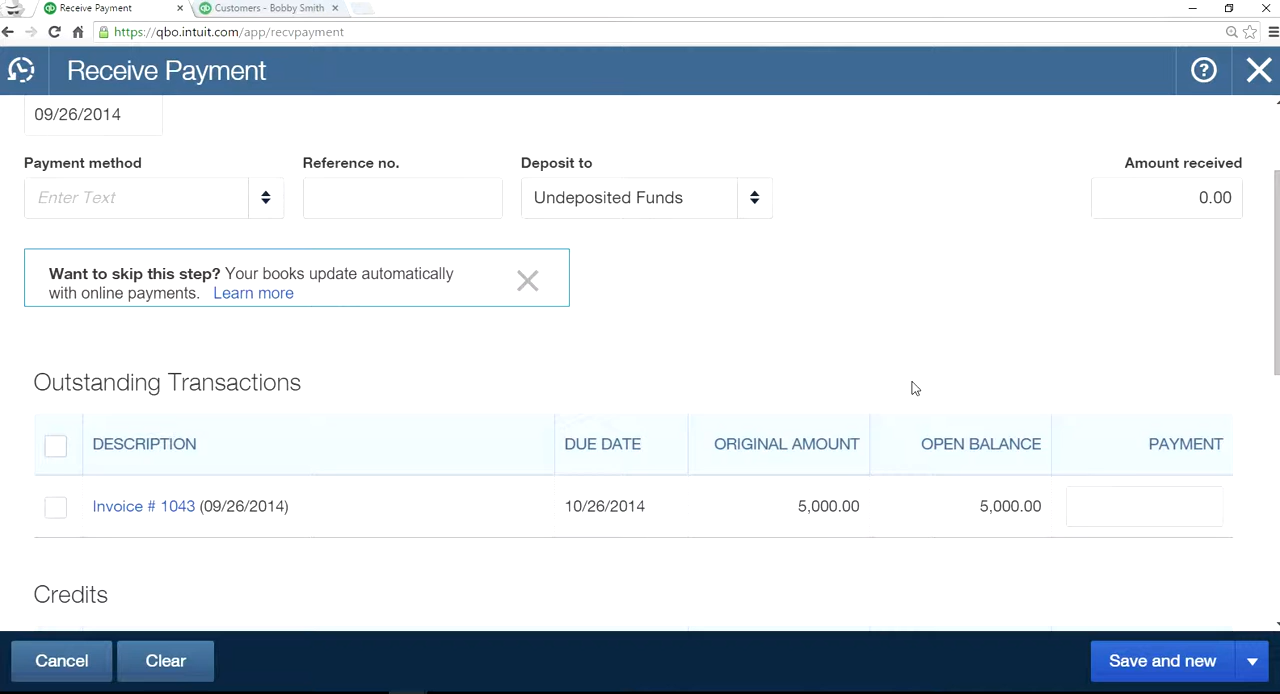 Receive Payment
Customers - Bobby Smith
https://qbo.intuit.com/app/recvpayment
Receive Payment
09/26/2014
Payment method
Reference no.
Deposit to
Amount received
Enter Text
Undeposited Funds
0.00
Want to skip this step? Your books update automatically
with online payments. Learn more
Outstanding Transactions
DESCRIPTION
DUE DATE
ORIGINAL AMOUNT
OPEN BALANCE
PAYMENT
Invoice # 1043 (09/26/2014)
10/26/2014
5,000.00
5,000.00
Credits
Cancel
Clear
Save and new